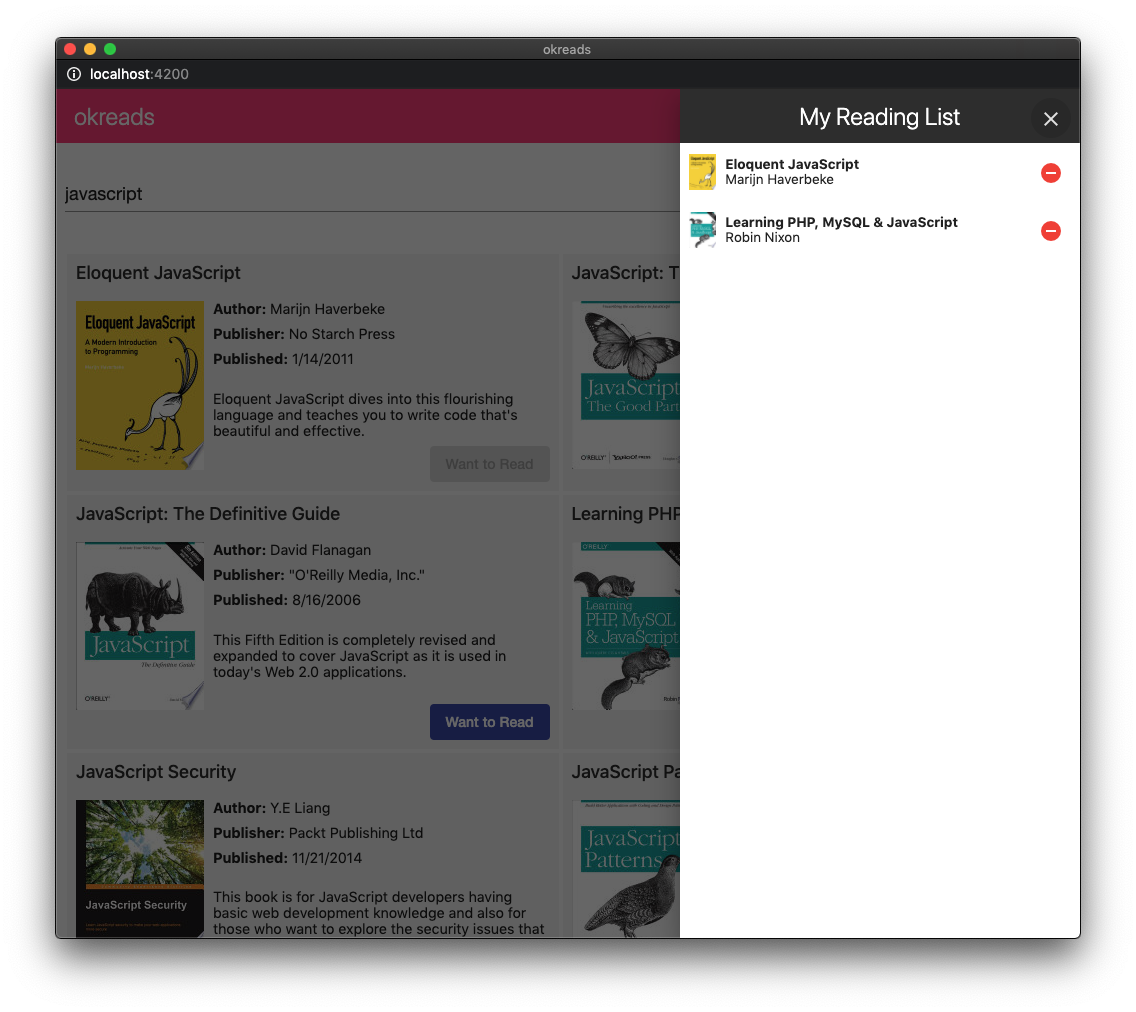 okreads
localhost:4200
okreads
My Reading List
javascript
Eloquent JavaScript
Marijn Haverbeke
Learning PHP, MySQL & JavaScript
Robin Nixon
Eloquent JavaScript
Eloquent JavaScript
A Modern Introduction
to Programming
Author: Marijn Haverbeke
Publisher: No Starch Press
Published: 1/14/2011
Eloquent JavaScript dives into this flourishing
language and teaches you to write code that's
beautiful and effective.
Want to Read
JavaScript: T
JavaScript
The Good Part
O'REILLY
YAHOO! PRESS
JavaScript: The Definitive Guide
JavaScript
The Definitive Guide
O'REILLY
Author: David Flanagan
Publisher: "O'Reilly Media, Inc."
Published: 8/16/2006
This Fifth Edition is completely revised and
expanded to cover JavaScript as it is used in
today's Web 2.0 applications.
Want to Read
Learning PHP
O'REILLY
Learning
PHP, MySQL
& JavaScript
Robin
JavaScript Security
JavaScript Security
Author: Y.E Liang
Publisher: Packt Publishing Ltd
Published: 11/21/2014
This book is for JavaScript developers having
basic web development knowledge and also for
those who want to explore the security issues that
JavaScript Pa
JavaScript
Patterns